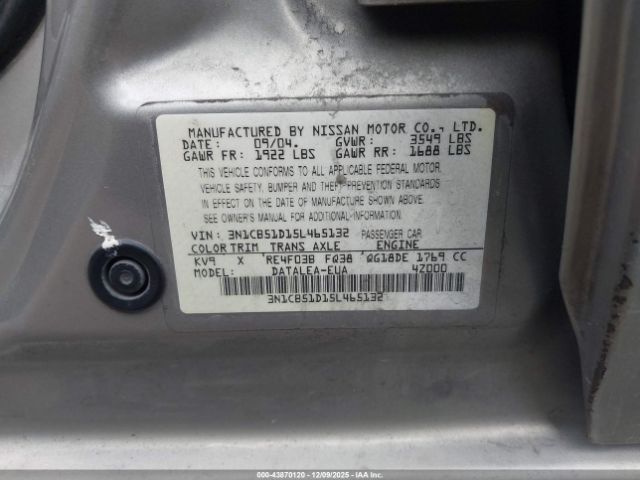 MANUFACTURED BY NISSAN MOTOR CO., LTD.
DATE: 09/04. GVWR: 3549 LBS
GAWR FR: 1922 LBS GAWR RR: 1688 LBS
THIS VEHICLE CONFORMS TO ALL APPLICABLE FEDERAL MOTOR
VEHICLE SAFETY, BUMPER AND THEFT PREVENTION STANDARDS
IN EFFECT ON THE DATE OF MANUFACTURE SHOWN ABOVE.
SEE OWNER'S MANUAL FOR ADDITIONAL INFORMATION.
VIN: 3N1CB51D15L465132 PASSENGER CAR
COLOR TRIM TRANS AXLE ENGINE
KV9 X RE4F03B FQ38 QG18DE 1769 CC
MODEL: DATALEA-EUA 4Z000
3N1CB51D15L465132
000-43870120 - 12/09/2025 - IAAI.COM